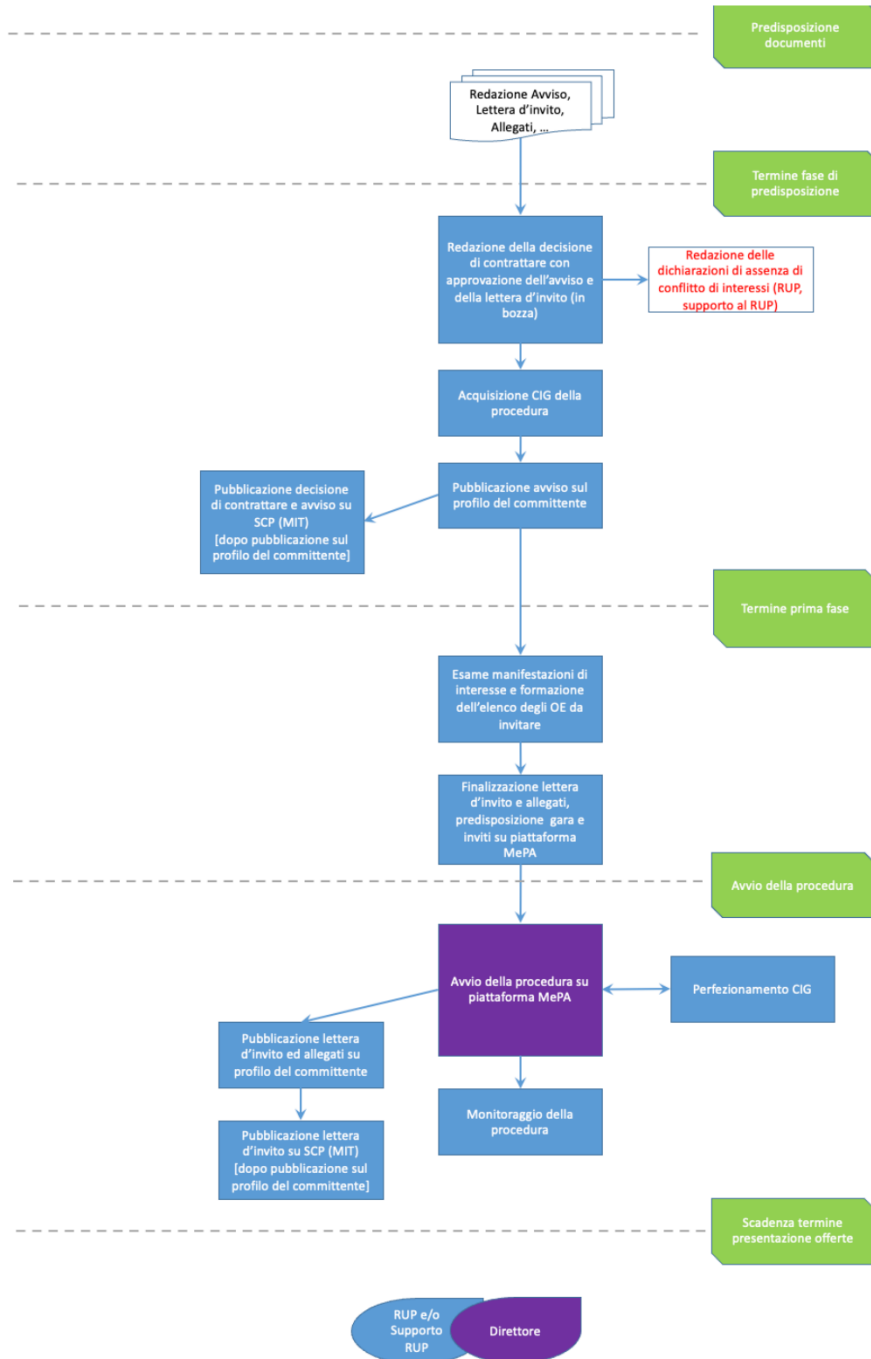 Predisposizione
documenti
Redazione Avviso,
Lettera d'invito,
Allegati, ...
Termine fase di
predisposizione
Redazione della decisione
di contrattare con
approvazione dell'avviso e
della lettera d'invito (in
bozza)
Redazione delle
dichiarazioni di assenza di
conflitto di interessi (RUP,
supporto al RUP)
Acquisizione CIG della
procedura
Pubblicazione avviso sul
profilo del committente
Pubblicazione decisione
di contrattare e avviso su
SCP (MIT)
[dopo pubblicazione sul
profilo del committente]
Termine prima fase
Esame manifestazioni di
interesse e formazione
dell'elenco degli OE da
invitare
Finalizzazione lettera
d'invito e allegati,
predisposizione gara e
inviti su piattaforma
MePA
Avvio della procedura
Avvio della procedura su
piattaforma MePA
Perfezionamento CIG
Pubblicazione lettera
d'invito ed allegati su
profilo del committente
Monitoraggio della
procedura
Pubblicazione lettera
d'invito su SCP (MIT)
[dopo pubblicazione sul
profilo del committente]
Scadenza termine
presentazione offerte
RUP e/o
Supporto
RUP
Direttore